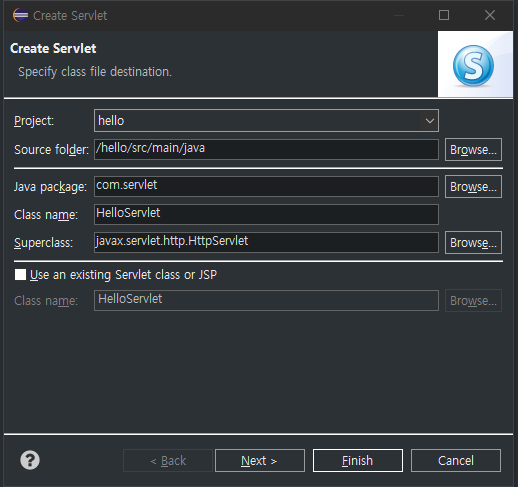 Create Servlet
Create Servlet
Specify class file destination.
S
Project: hello
Source folder: /hello/src/main/java Browse...
Java package: com.servlet Browse...
Class name: HelloServlet
Superclass: javax.servlet.http.HttpServlet Browse...
Use an existing Servlet class or JSP
Class name: HelloServlet Browse...
? < Back Next > Finish Cancel